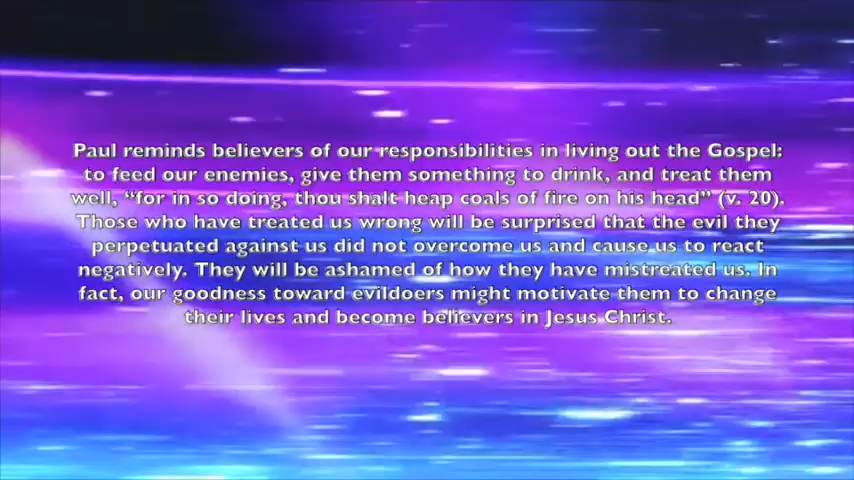 Paul reminds believers of our responsibilities in living out the Gospel:
to feed our enemies, give them something to drink, and treat them
well, “for in so doing, thou shalt heap coals of fire on his head” (v. 20).
Those who have treated us wrong will be surprised that the evil they
perpetuated against us did not overcome us and cause us to react
negatively. They will be ashamed of how they have mistreated us. In
fact, our goodness toward evildoers might motivate them to change
their lives and become believers in Jesus Christ.